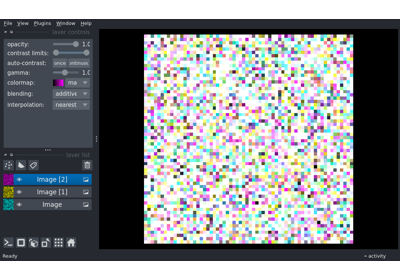 File View Plugins Window Help
layer controls
opacity: 1.0
contrast limits:
auto-contrast: once continuous
gamma: 1.0
colormap: ma
blending: additive
interpolation: nearest
layer list
Image [2]
Image [1]
Image
Ready activity